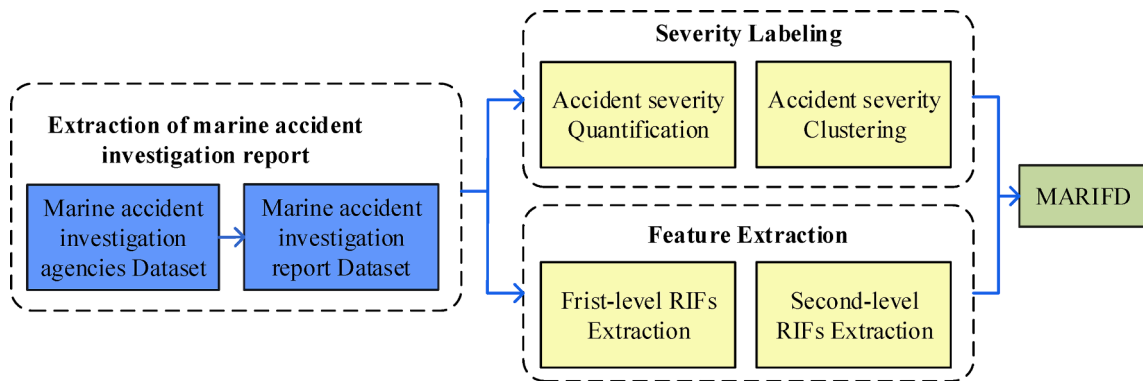 Extraction of marine accident
investigation report
Marine accident
investigation
agencies Dataset
Marine accident
investigation
report Dataset
Severity Labeling
Accident severity
Quantification
Accident severity
Clustering
Feature Extraction
Frist-level RIFs
Extraction
Second-level
RIFs Extraction
MARIFD